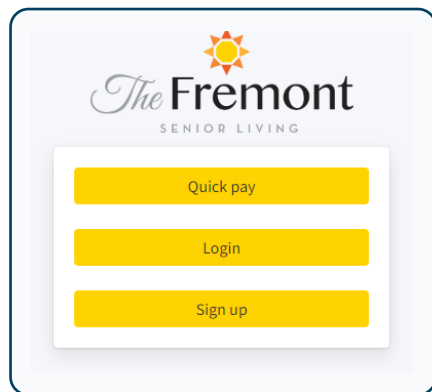 The Fremont
SENIOR LIVING
Quick pay
Login
Sign up